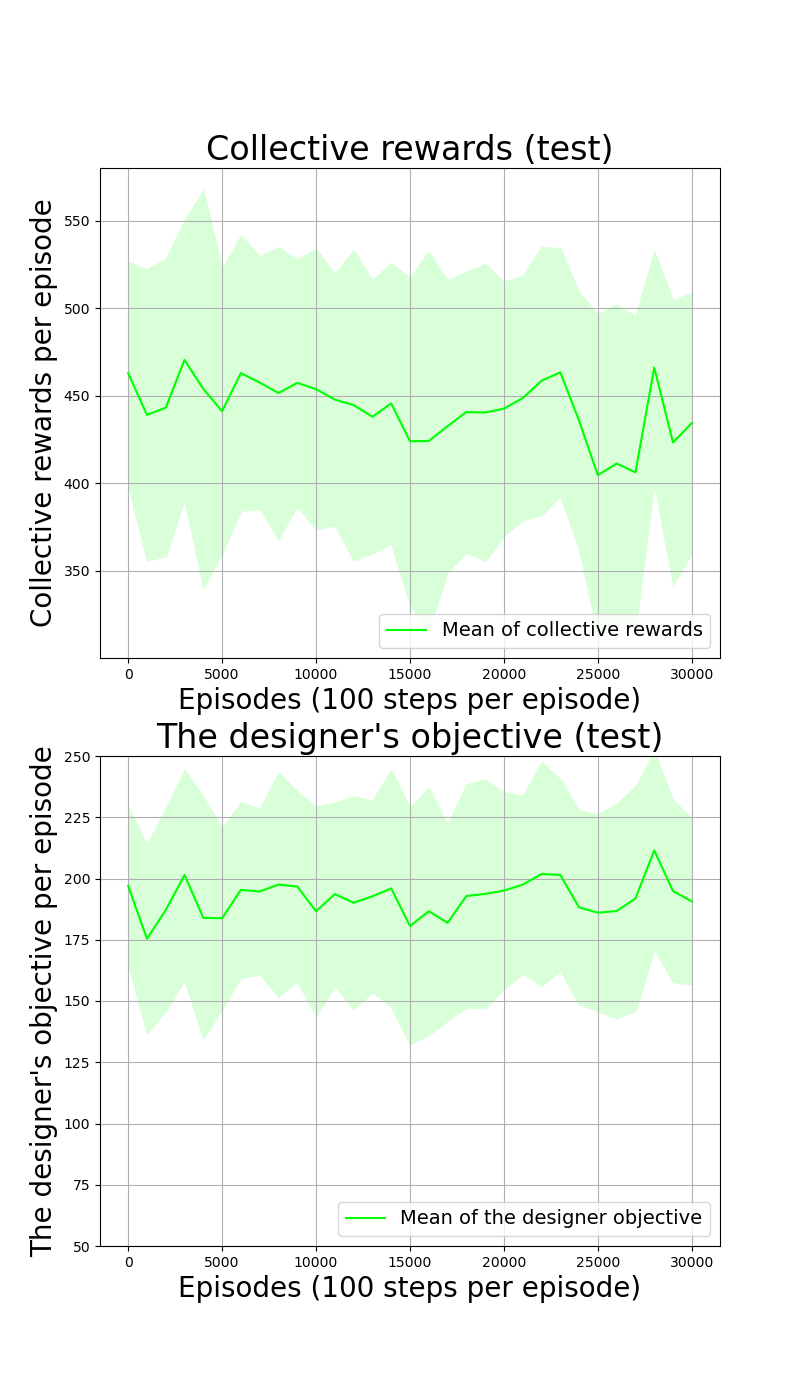 Collective rewards (test)
Collective rewards per episode
550
500
450
400
350
Mean of collective rewards
0 5000 10000 15000 20000 25000 30000
Episodes (100 steps per episode)
The designer's objective (test)
The designer's objective per episode
250
225
200
175
150
125
100
75
50
Mean of the designer objective
0 5000 10000 15000 20000 25000 30000
Episodes (100 steps per episode)